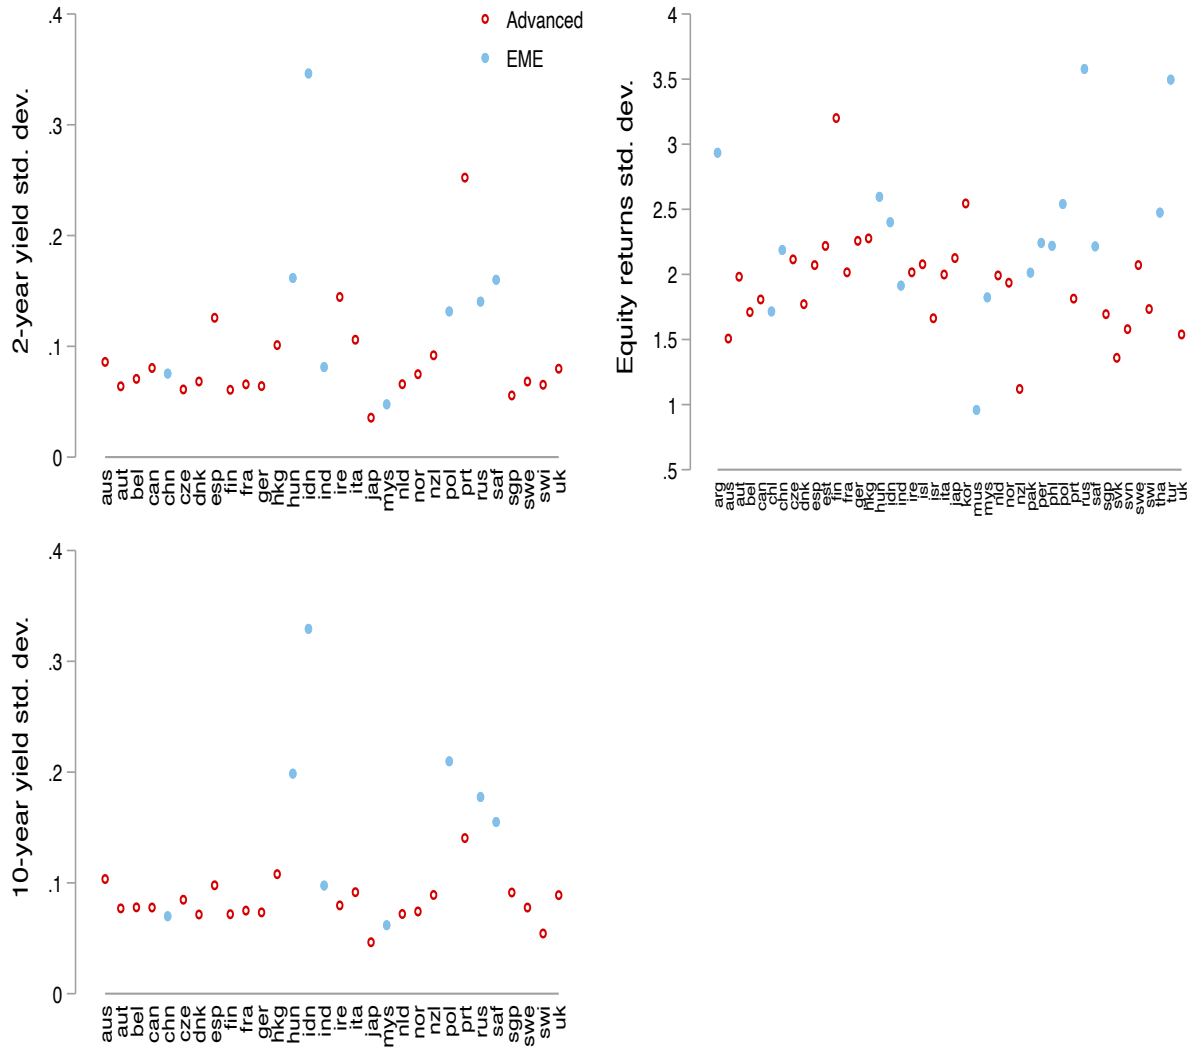 .4
.3
.2
.1
0
2-year yield std. dev.
Advanced
EME
aus aut bel can chn cze dnk esp fin fra ger hkg hun idn ind ire ita jap mys nld nor nzl pol prt rus saf sgp swe swi uk
4
3.5
3
2.5
2
1.5
1
.5
Equity returns std. dev.
arg aus aut bel can chl chn cze dnk esp est fin fra ger hkg hun idn ind ire isl isr ita jap kor mus mys nld nor nzl pak per phl pol prt rus saf sgp svk svn swe swi tha tur uk
.4
.3
.2
.1
0
10-year yield std. dev.
aus aut bel can chn cze dnk esp fin fra ger hkg hun idn ind ire ita jap mys nld nor nzl pol prt rus saf sgp swe swi uk